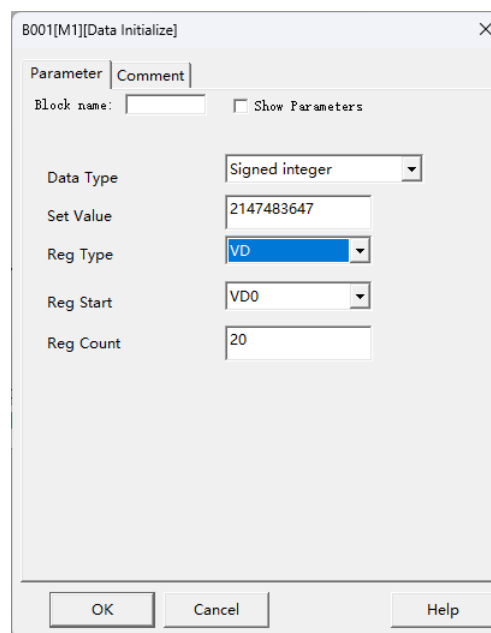 B001[M1][Data Initialize]
Parameter Comment
Block name: Show Parameters
Data Type Signed integer
Set Value 2147483647
Reg Type VD
Reg Start VD0
Reg Count 20
OK Cancel Help